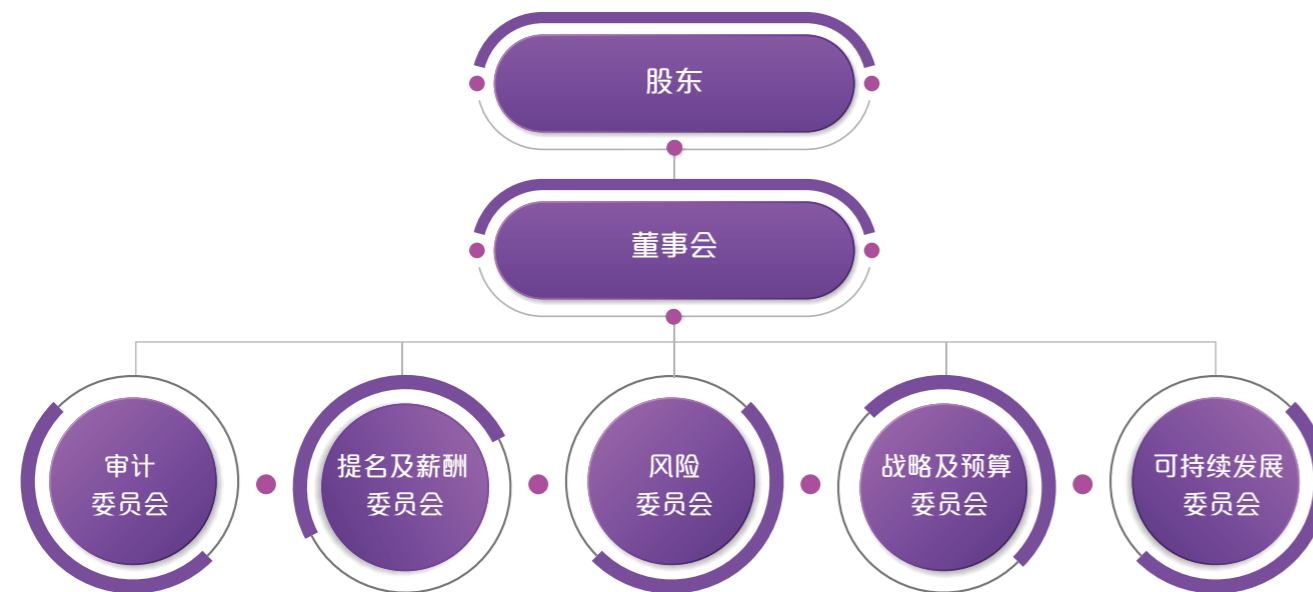 股东
董事会
审计
委员会
提名及薪酬
委员会
风险
委员会
战略及预算
委员会
可持续发展
委员会